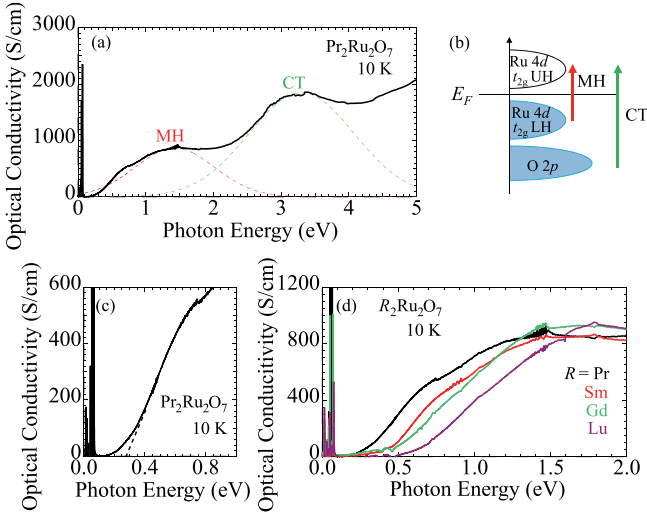 (a)
Pr2Ru2O7
10 K
Optical Conductivity (S/cm)
3000
2000
1000
0
MH
CT
0 1 2 3 4 5
Photon Energy (eV)
(b)
Ru 4d
t2g UH
EF
MH
Ru 4d
t2g LH
CT
O 2p
(c)
Optical Conductivity (S/cm)
600
400
200
0
Pr2Ru2O7
10 K
0.0 0.4 0.8
Photon Energy (eV)
(d)
R2Ru2O7
10 K
Optical Conductivity (S/cm)
1200
800
400
0
R = Pr
Sm
Gd
Lu
0.0 0.5 1.0 1.5 2.0
Photon Energy (eV)